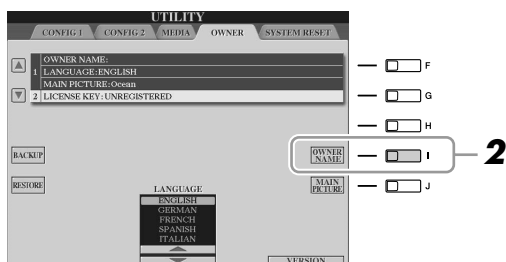 UTILITY
CONFIG 1 CONFIG 2 MEDIA OWNER SYSTEM RESET
OWNER NAME:
1 LANGUAGE:ENGLISH
MAIN PICTURE:Ocean
2 LICENSE KEY:UNREGISTERED
F
G
H
BACKUP
OWNER NAME
I
2
RESTORE
MAIN PICTURE
J
LANGUAGE
ENGLISH
GERMAN
FRENCH
SPANISH
ITALIAN
VERSION